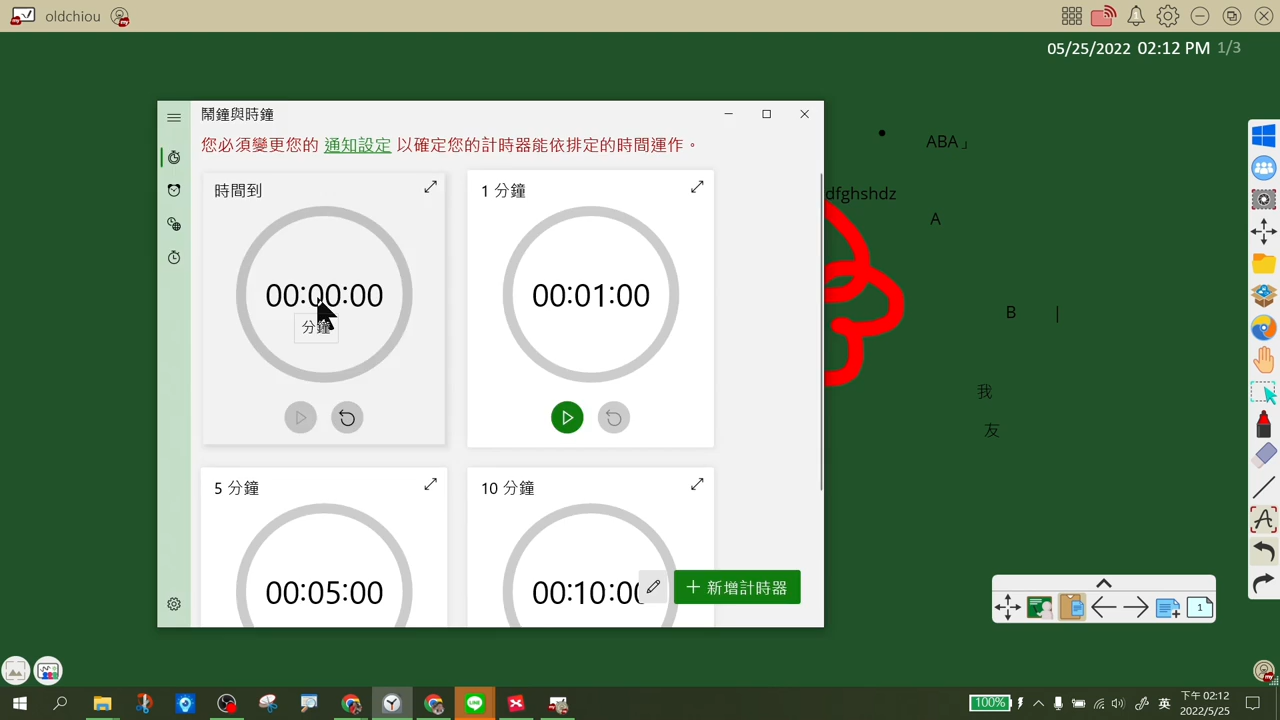 oldchiou
05/25/2022 02:12 PM 1/3
鬧鐘與時鐘
您必須變更您的 通知設定 以確定您的計時器能依排定的時間運作。
時間到
00:00:00
分鐘
1 分鐘
00:01:00
5 分鐘
00:05:00
10 分鐘
00:10:00
新增計時器
ABA」
dfghshdz
A
B
我
友
1
100%
英
下午 02:12
2022/5/25